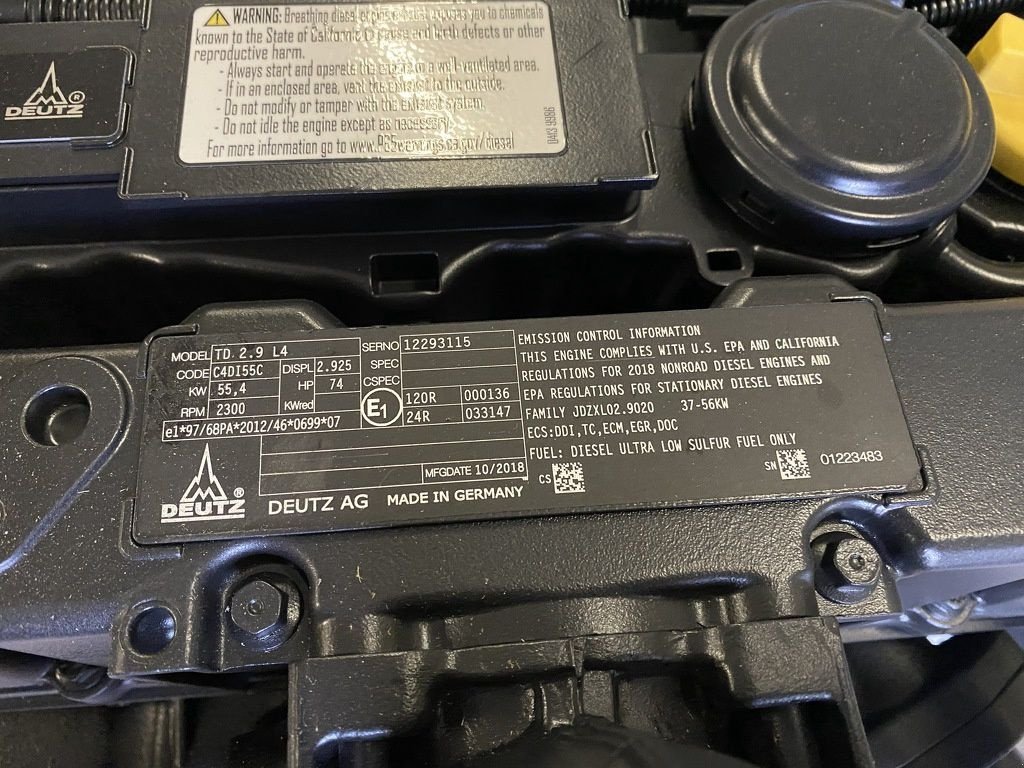 WARNING: Breathing diesel engine exhaust exposes you to chemicals
known to the State of California to cause and birth defects or other
reproductive harm.
- Always start and operate the engine in a well-ventilated area.
- If in an enclosed area, vent the exhaust to the outside.
- Do not modify or tamper with the exhaust system.
- Do not idle the engine except as necessary.
For more information go to www.P65warnings.ca.gov/diesel
DEUTZ ®
MODEL TD 2.9 L4
CODE C4DI55C DISPL 2.925
KW 55,4 HP 74
RPM 2300 KWred
e1*97/68PA*2012/46*0699*07
SERNO 12293115
SPEC
CSPEC
E1 120R 000136
24R 033147
MFGDATE 10/2018
DEUTZ ®
DEUTZ AG MADE IN GERMANY
EMISSION CONTROL INFORMATION
THIS ENGINE COMPLIES WITH U.S. EPA AND CALIFORNIA
REGULATIONS FOR 2018 NONROAD DIESEL ENGINES AND
EPA REGULATIONS FOR STATIONARY DIESEL ENGINES
FAMILY JDZXL02.9020 37-56KW
ECS:DDI,TC,ECM,EGR,DOC
FUEL: DIESEL ULTRA LOW SULFUR FUEL ONLY
CS SN 01223483